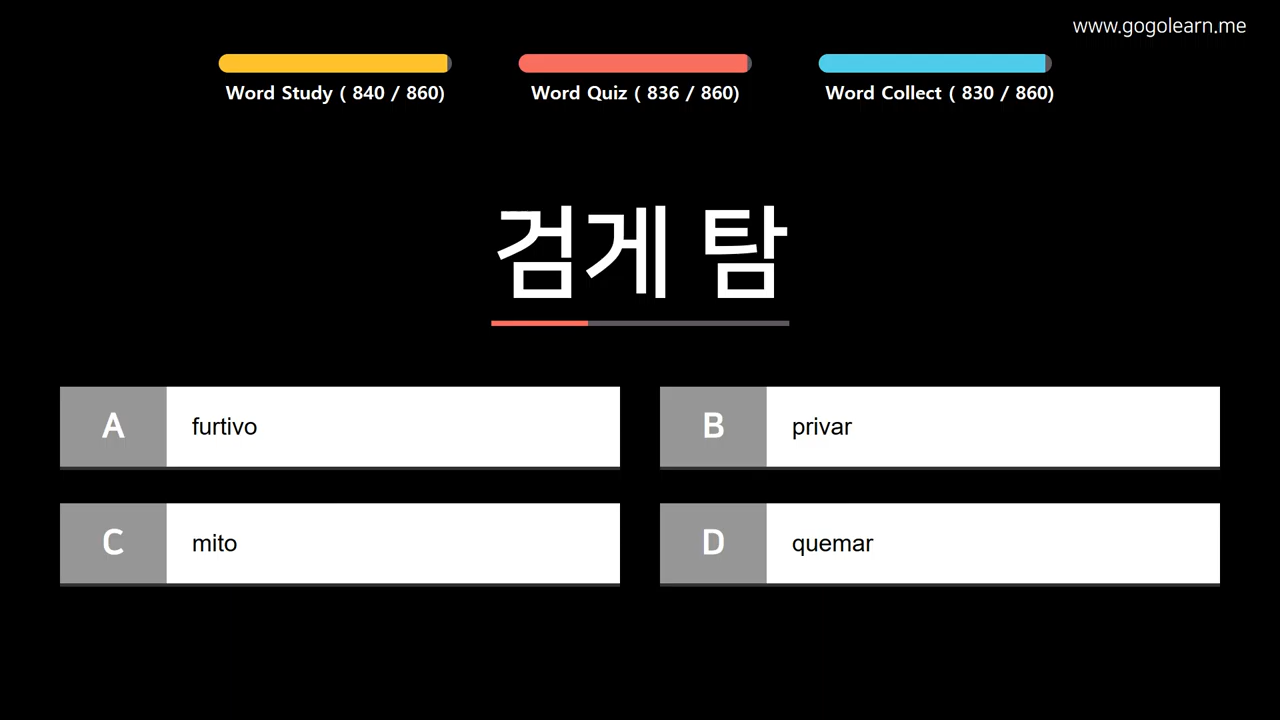 www.gogolearn.me
Word Study ( 840 / 860)
Word Quiz ( 836 / 860)
Word Collect ( 830 / 860)
검게 탐
A furtivo
B privar
C mito
D quemar